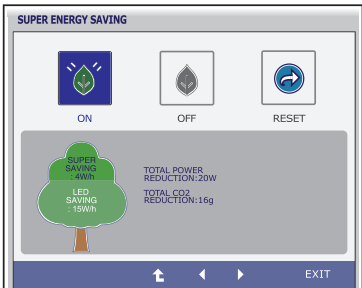 SUPER ENERGY SAVING
ON
OFF
RESET
SUPER
SAVING
: 4W/h
LED
SAVING
: 15W/h
TOTAL POWER
REDUCTION:20W
TOTAL CO2
REDUCTION:16g
EXIT